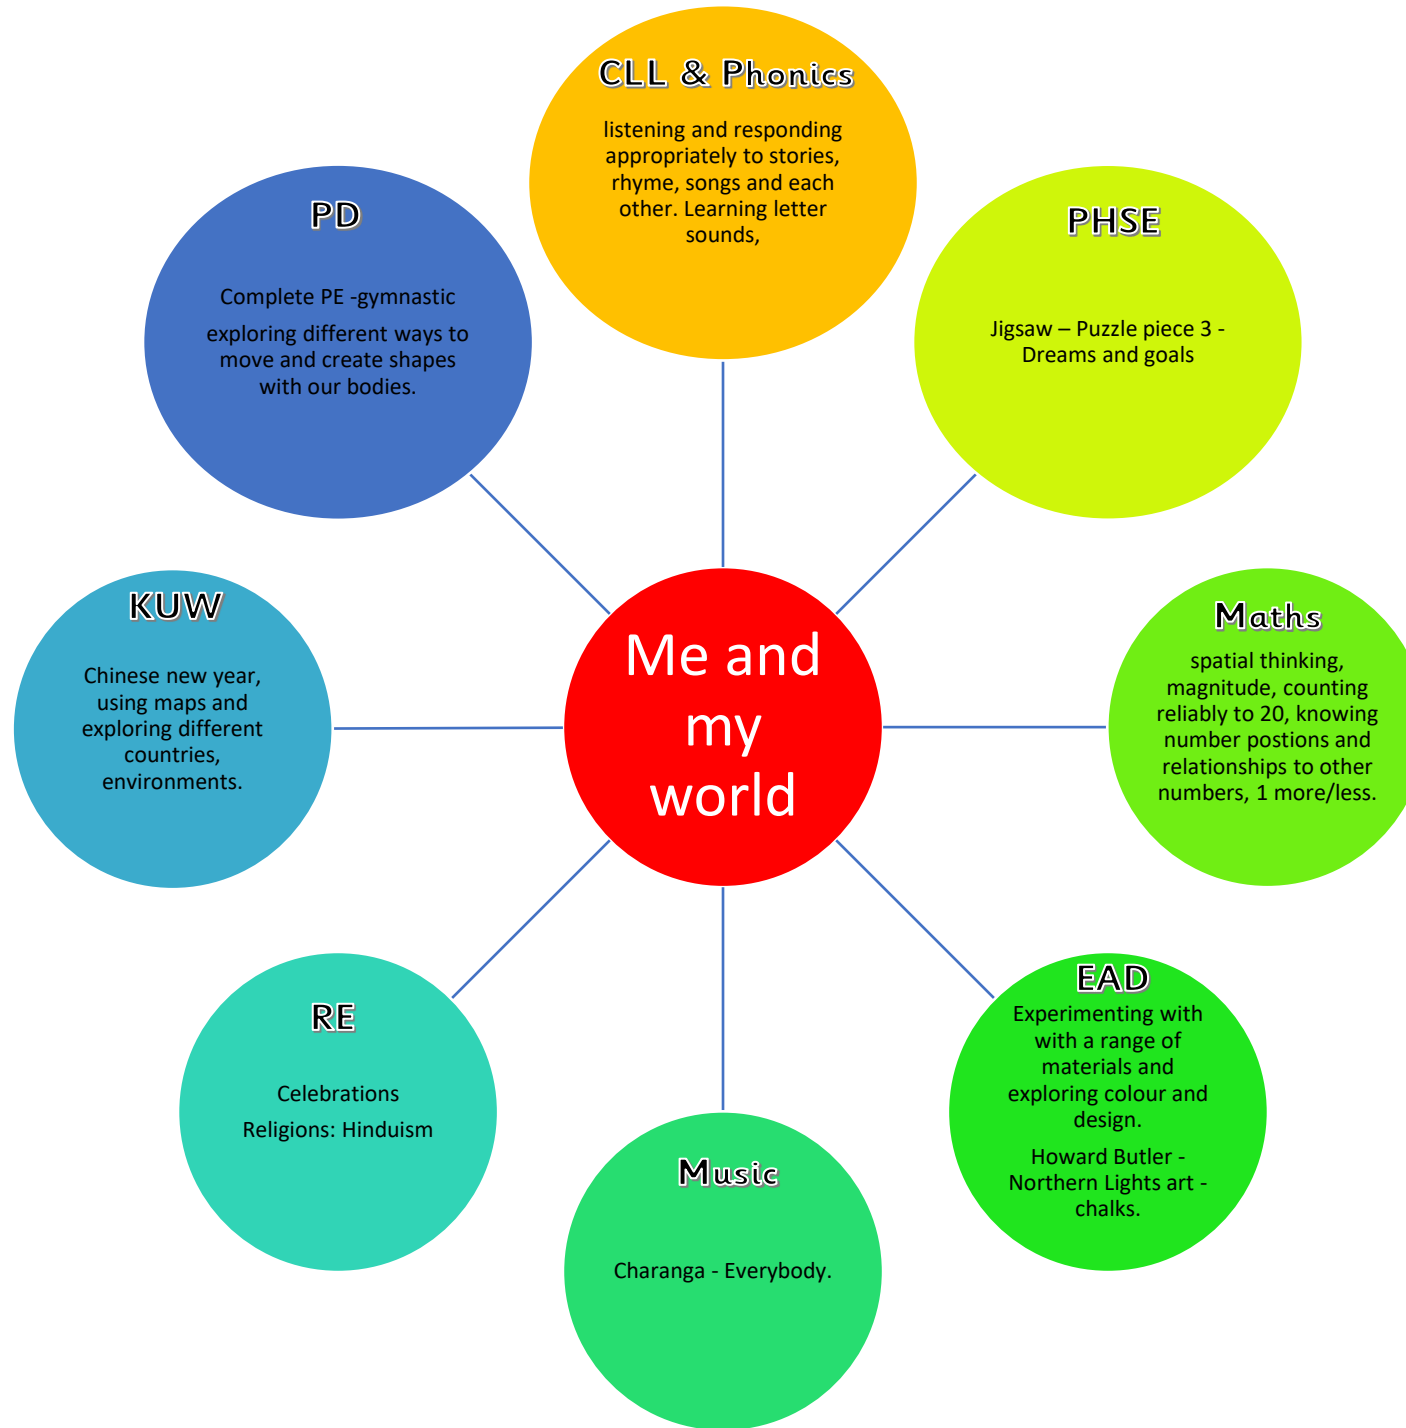 CLL & Phonics
listening and responding
appropriately to stories,
rhyme, songs and each
other. Learning letter
sounds,
PHSE
Jigsaw – Puzzle piece 3 -
Dreams and goals
Maths
spatial thinking,
magnitude, counting
reliably to 20, knowing
number postions and
relationships to other
numbers, 1 more/less.
EAD
Experimenting with
with a range of
materials and
exploring colour and
design.
Howard Butler -
Northern Lights art -
chalks.
Music
Charanga - Everybody.
RE
Celebrations
Religions: Hinduism
KUW
Chinese new year,
using maps and
exploring different
countries,
environments.
PD
Complete PE -gymnastic
exploring different ways to
move and create shapes
with our bodies.
Me and
my
world